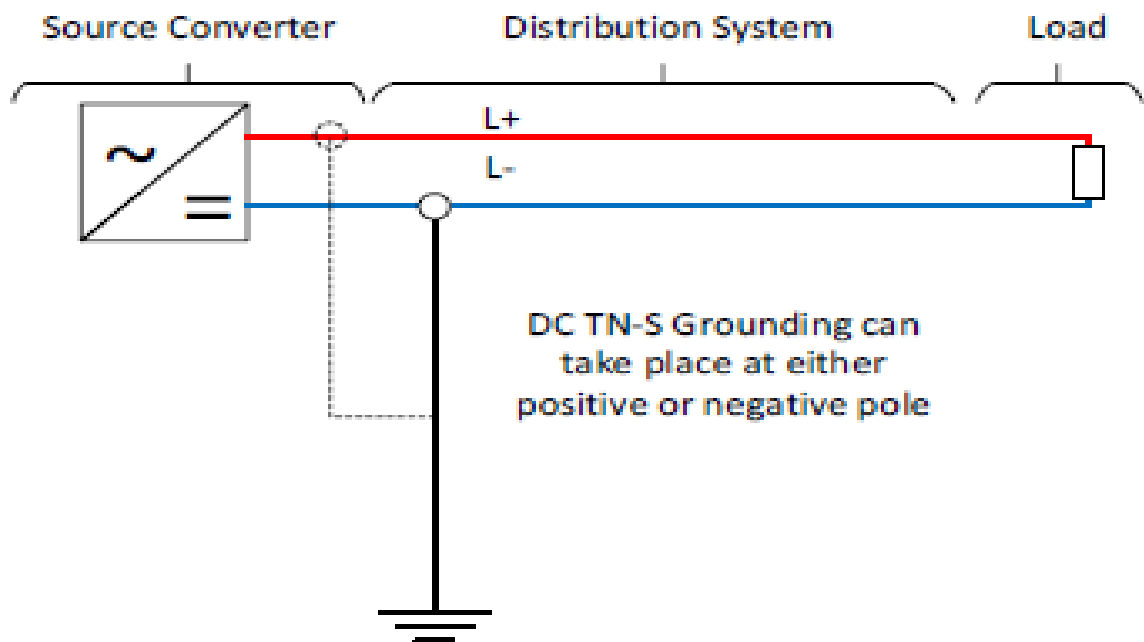 Source Converter
Distribution System
Load
L+
L-
~
=
DC TN-S Grounding can
take place at either
positive or negative pole